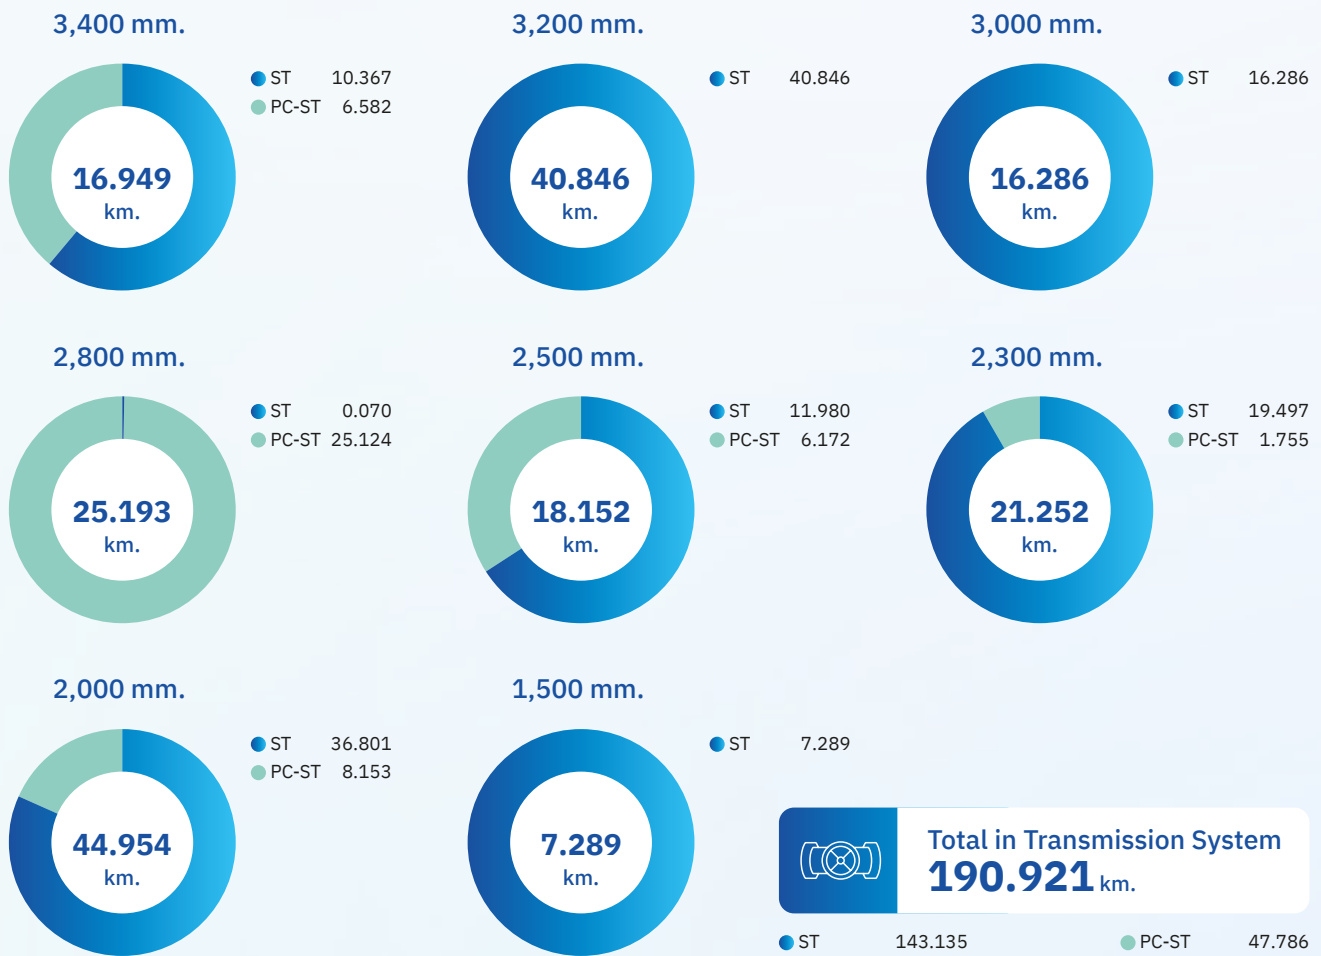 3,400 mm.
ST 10.367
PC-ST 6.582
16.949
km.
3,200 mm.
ST 40.846
40.846
km.
3,000 mm.
ST 16.286
16.286
km.
2,800 mm.
ST 0.070
PC-ST 25.124
25.193
km.
2,500 mm.
ST 11.980
PC-ST 6.172
18.152
km.
2,300 mm.
ST 19.497
PC-ST 1.755
21.252
km.
2,000 mm.
ST 36.801
PC-ST 8.153
44.954
km.
1,500 mm.
ST 7.289
7.289
km.
Total in Transmission System
190.921 km.
ST 143.135 PC-ST 47.786